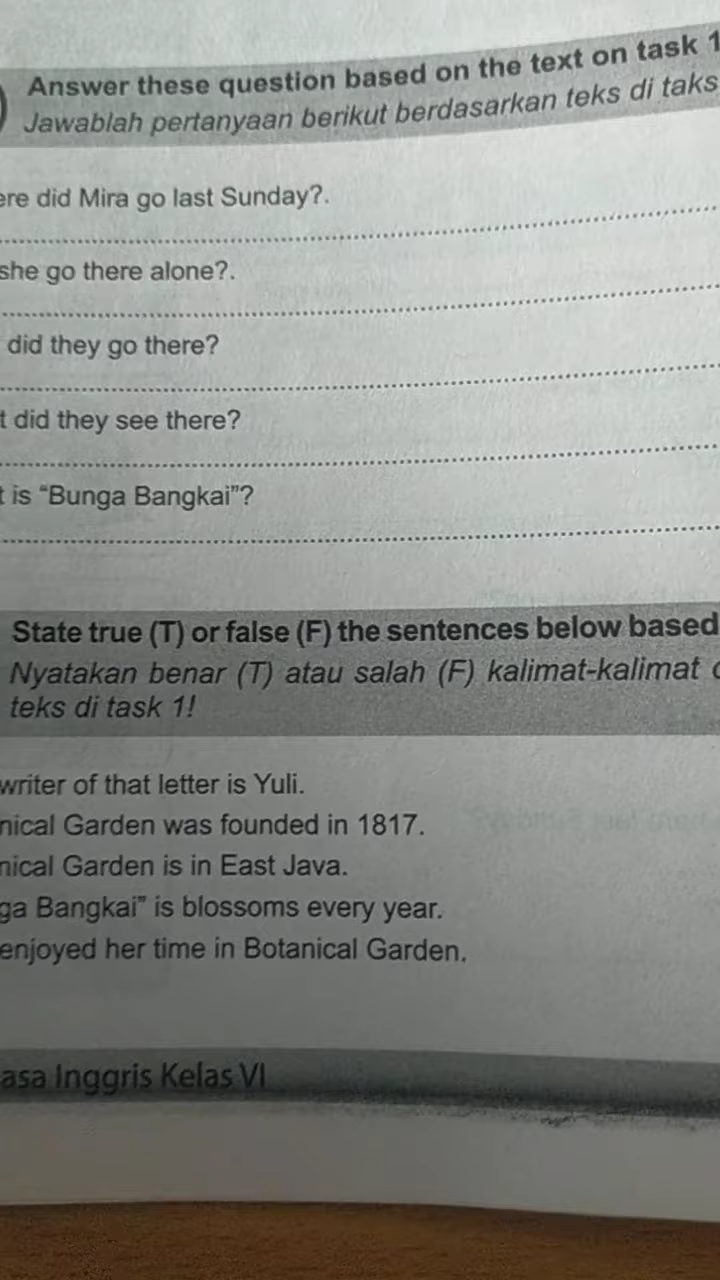 Answer these question based on the text on task 1
Jawablah pertanyaan berikut berdasarkan teks di taks
ere did Mira go last Sunday?.
she go there alone?.
did they go there?
t did they see there?
t is “Bunga Bangkai”?
State true (T) or false (F) the sentences below based
Nyatakan benar (T) atau salah (F) kalimat-kalimat
teks di task 1!
writer of that letter is Yuli.
nical Garden was founded in 1817.
nical Garden is in East Java.
ga Bangkai” is blossoms every year.
enjoyed her time in Botanical Garden.
asa Inggris Kelas VI